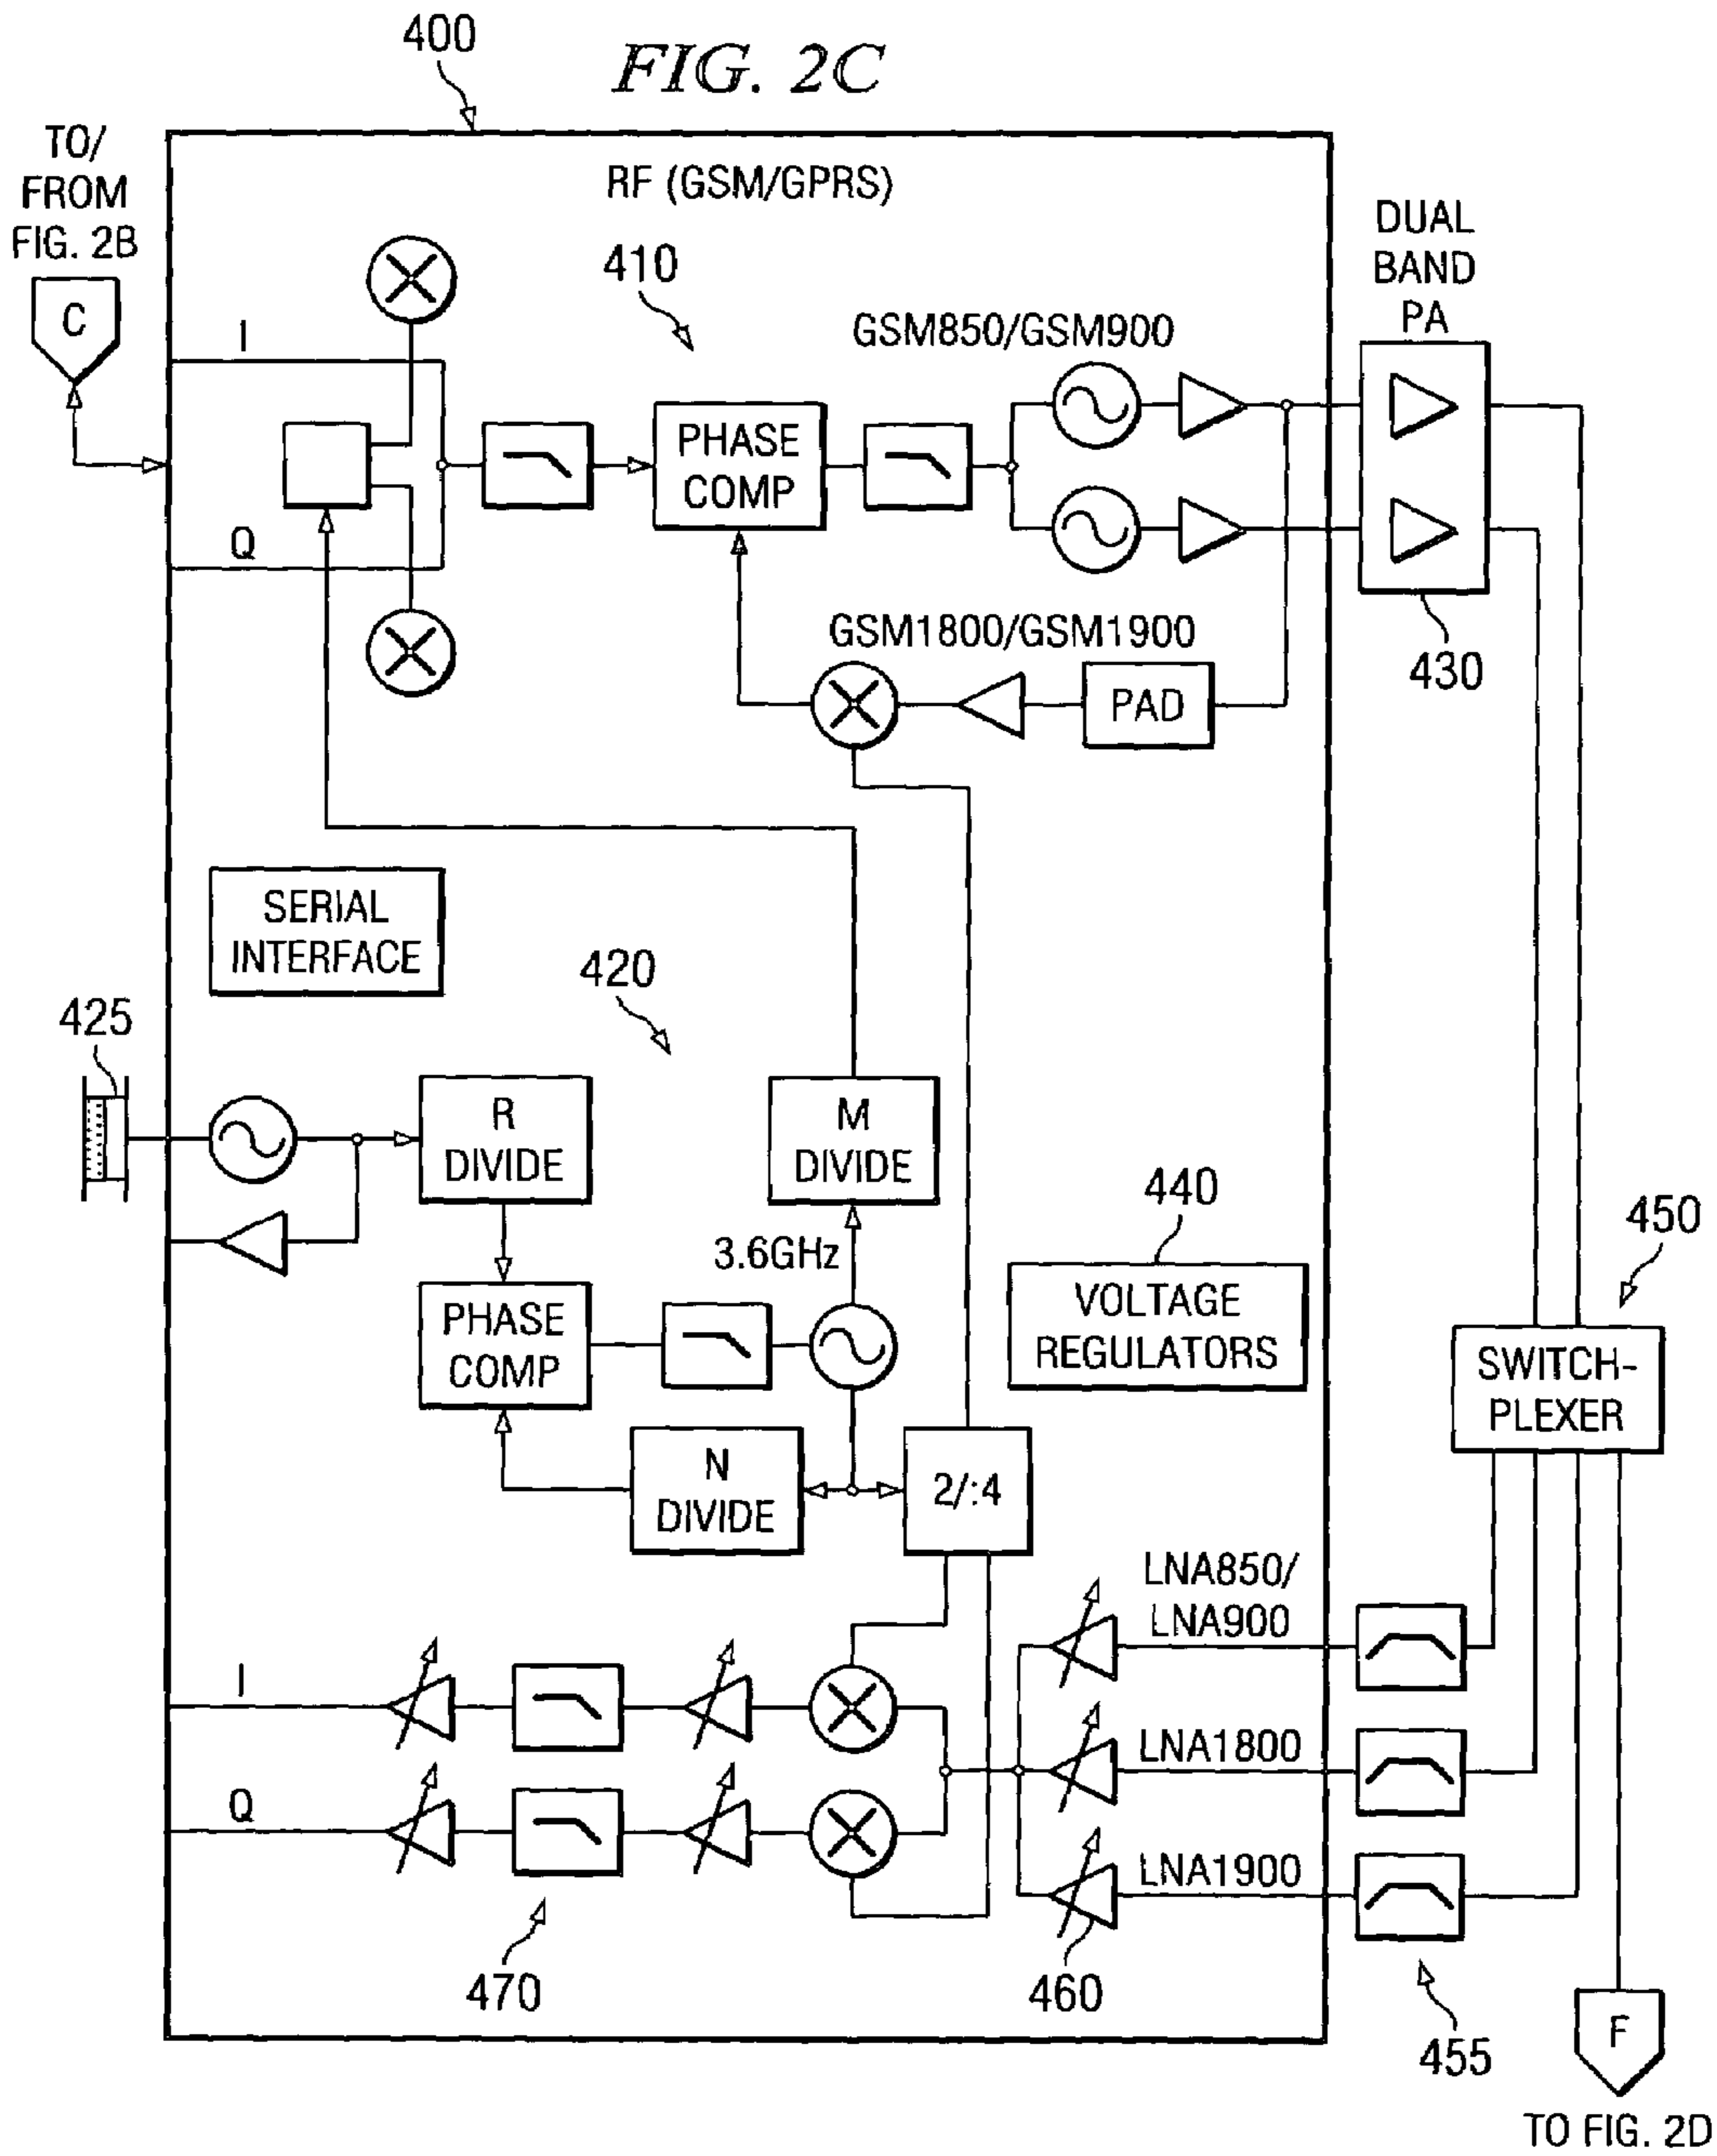 FIG. 2C
400
TO/
FROM
FIG. 2B
C
RF (GSM/GPRS)
410
DUAL
BAND
PA
I
GSM850/GSM900
PHASE
COMP
Q
GSM1800/GSM1900
430
PAD
SERIAL
INTERFACE
420
425
R
DIVIDE
M
DIVIDE
440
450
3.6GHz
VOLTAGE
REGULATORS
PHASE
COMP
SWITCH-
PLEXER
N
DIVIDE
2/:4
LNA850/
LNA900
I
LNA1800
Q
LNA1900
470
460
455
F
TO FIG. 2D